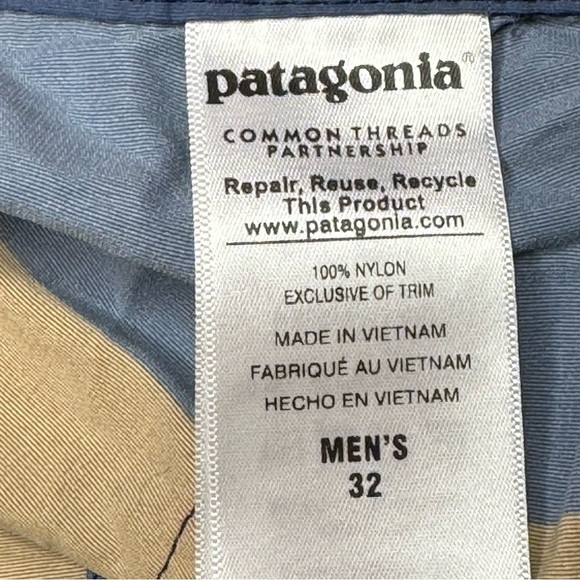 patagonia®
COMMON THREADS
PARTNERSHIP
Repair, Reuse, Recycle
This Product
www.patagonia.com
100% NYLON
EXCLUSIVE OF TRIM
MADE IN VIETNAM
FABRIQUÉ AU VIETNAM
HECHO EN VIETNAM
MEN'S
32